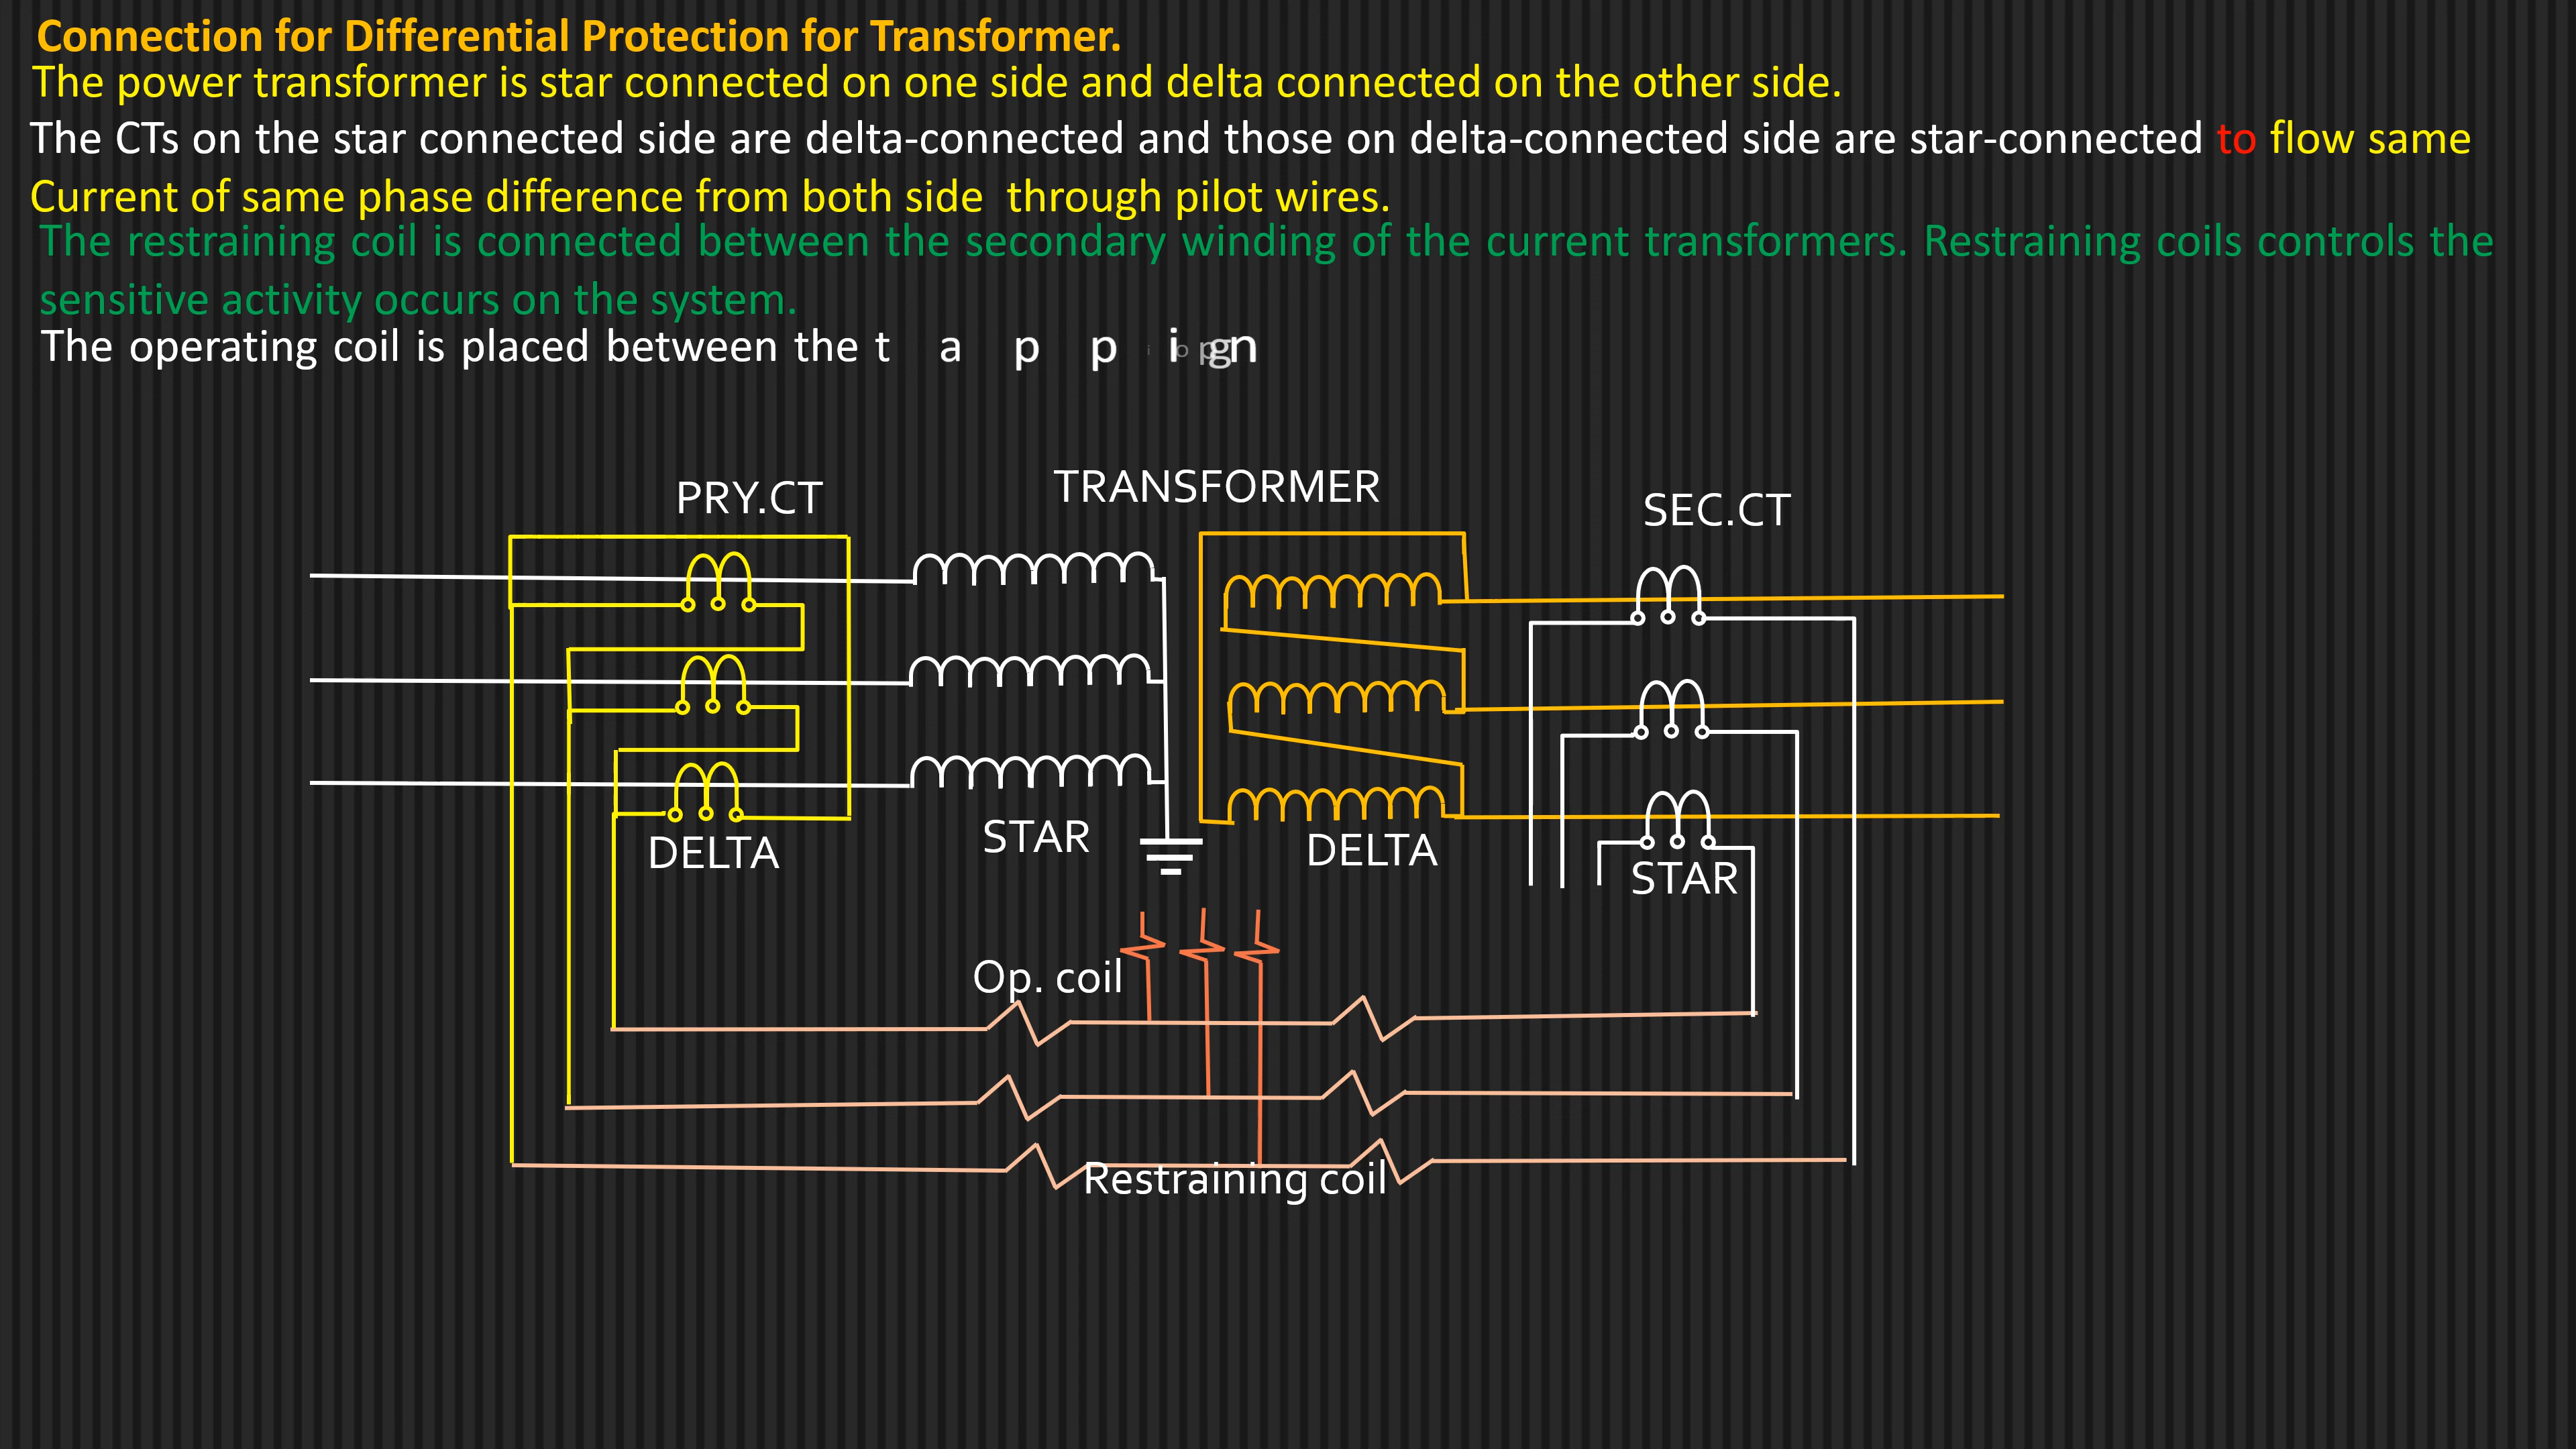 Connection for Differential Protection for Transformer.
The power transformer is star connected on one side and delta connected on the other side.
The CTs on the star connected side are delta-connected and those on delta-connected side are star-connected to flow same
Current of same phase difference from both side through pilot wires.
The restraining coil is connected between the secondary winding of the current transformers. Restraining coils controls the
sensitive activity occurs on the system.
The operating coil is placed between the
TRANSFORMER
PRY.CT
SEC.CT
STAR
DELTA
DELTA
STAR
Op. coil
Restraining coil